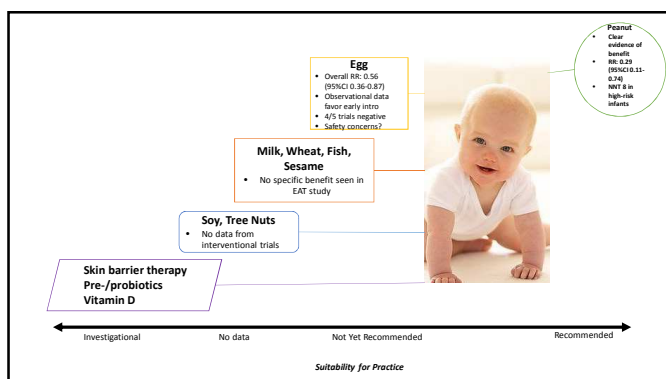 Peanut
• Clear
evidence of
benefit
• RR: 0.29
(95%CI 0.11-
0.74)
• NNT 8 in
high-risk
infants
Egg
• Overall RR: 0.56
(95%CI 0.36-0.87)
• Observational data
favor early intro
• 4/5 trials negative
• Safety concerns?
Milk, Wheat, Fish,
Sesame
• No specific benefit seen in
EAT study
Soy, Tree Nuts
• No data from
interventional trials
Skin barrier therapy
Pre-/probiotics
Vitamin D
Investigational No data Not Yet Recommended Recommended
Suitability for Practice